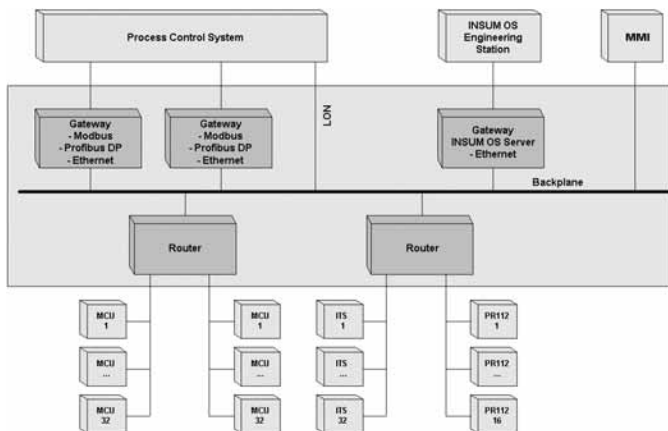 Process Control System
INSUM OS
Engineering
Station
MMI
Gateway
- Modbus
- Profibus DP
- Ethernet
Gateway
- Modbus
- Profibus DP
- Ethernet
LON
Gateway
INSUM OS Server
- Ethernet
Backplane
Router
Router
MCU
1
MCU
1
ITS
1
PR112
1
MCU
...
MCU
...
ITS
...
PR112
...
MCU
32
MCU
32
ITS
32
PR112
16